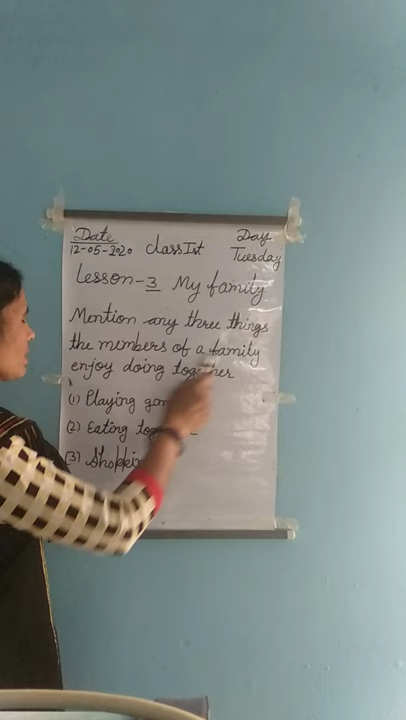 Date Day
12-05-2020 Class Ist Tuesday
Lesson-3 My family
Mention any three things
the members of a family
enjoy doing together
(1) Playing
(2) Eating
(3)